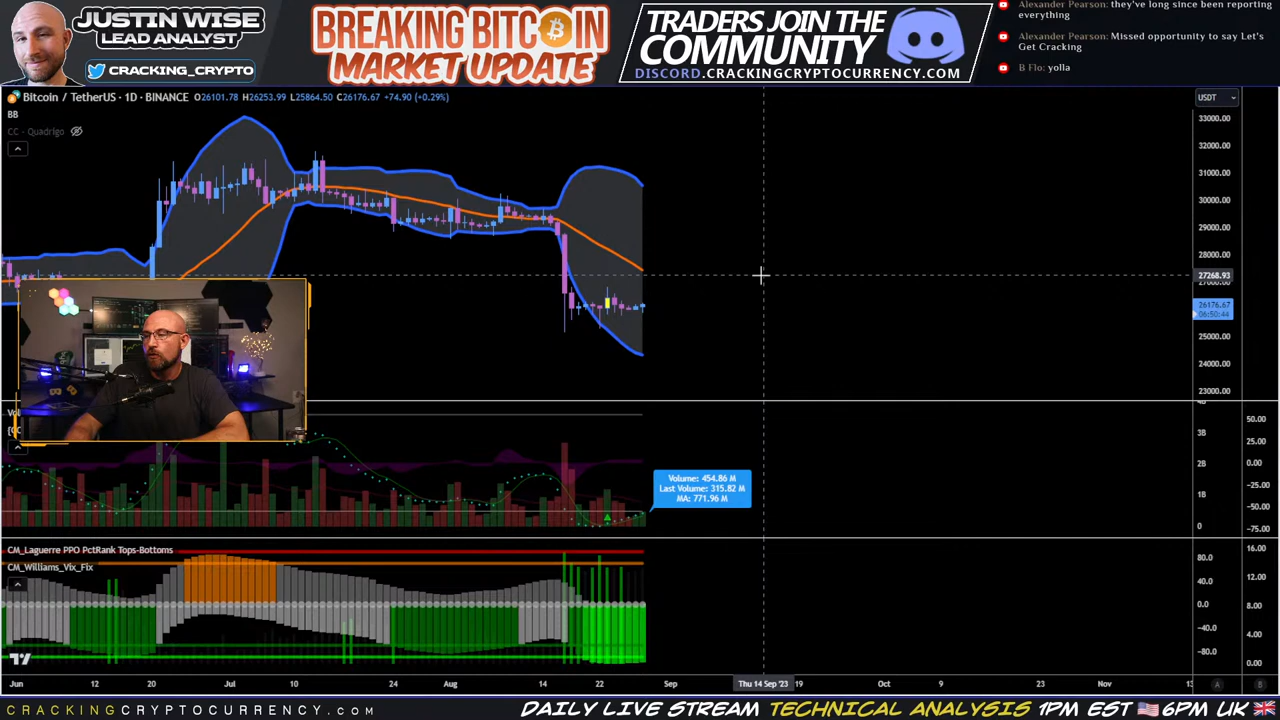 JUSTIN WISE
LEAD ANALYST
CRACKING_CRYPTO
BREAKING BITCOIN
MARKET UPDATE
TRADERS JOIN THE
COMMUNITY
DISCORD.CRACKINGCRYPTOCURRENCY.COM
Alexander Pearson: they've long since been reporting
everything
Alexander Pearson: Missed opportunity to say Let's
Get Cracking
B Flo: yolla
Bitcoin / TetherUS · 1D · BINANCE O26101.78 H26253.99 L25864.50 C26176.67 +74.90 (+0.29%)
USDT
BB
CC - Quadrigo
33000.00
32000.00
31000.00
30000.00
29000.00
28000.00
27268.93
26176.67
06:50:44
25000.00
24000.00
23000.00
3B
2B
1B
0
50.00
25.00
0.00
-25.00
-50.00
-75.00
Volume: 454.86 M
Last Volume: 315.82 M
MA: 771.96 M
CM_Laguerre PPO PctRank Tops-Bottoms
CM_Williams_Vix_Fix
80.0
40.0
0.0
-40.0
-80.0
16.00
12.00
8.00
4.00
0.00
Jun 12 20 Jul 10 24 Aug 14 22 Sep Thu 14 Sep '23 19 Oct 9 23 Nov 13
A B
CRACKINGCRYPTOCURRENCY.COM
DAILY LIVE STREAM TECHNICAL ANALYSIS 1PM EST 6PM UK